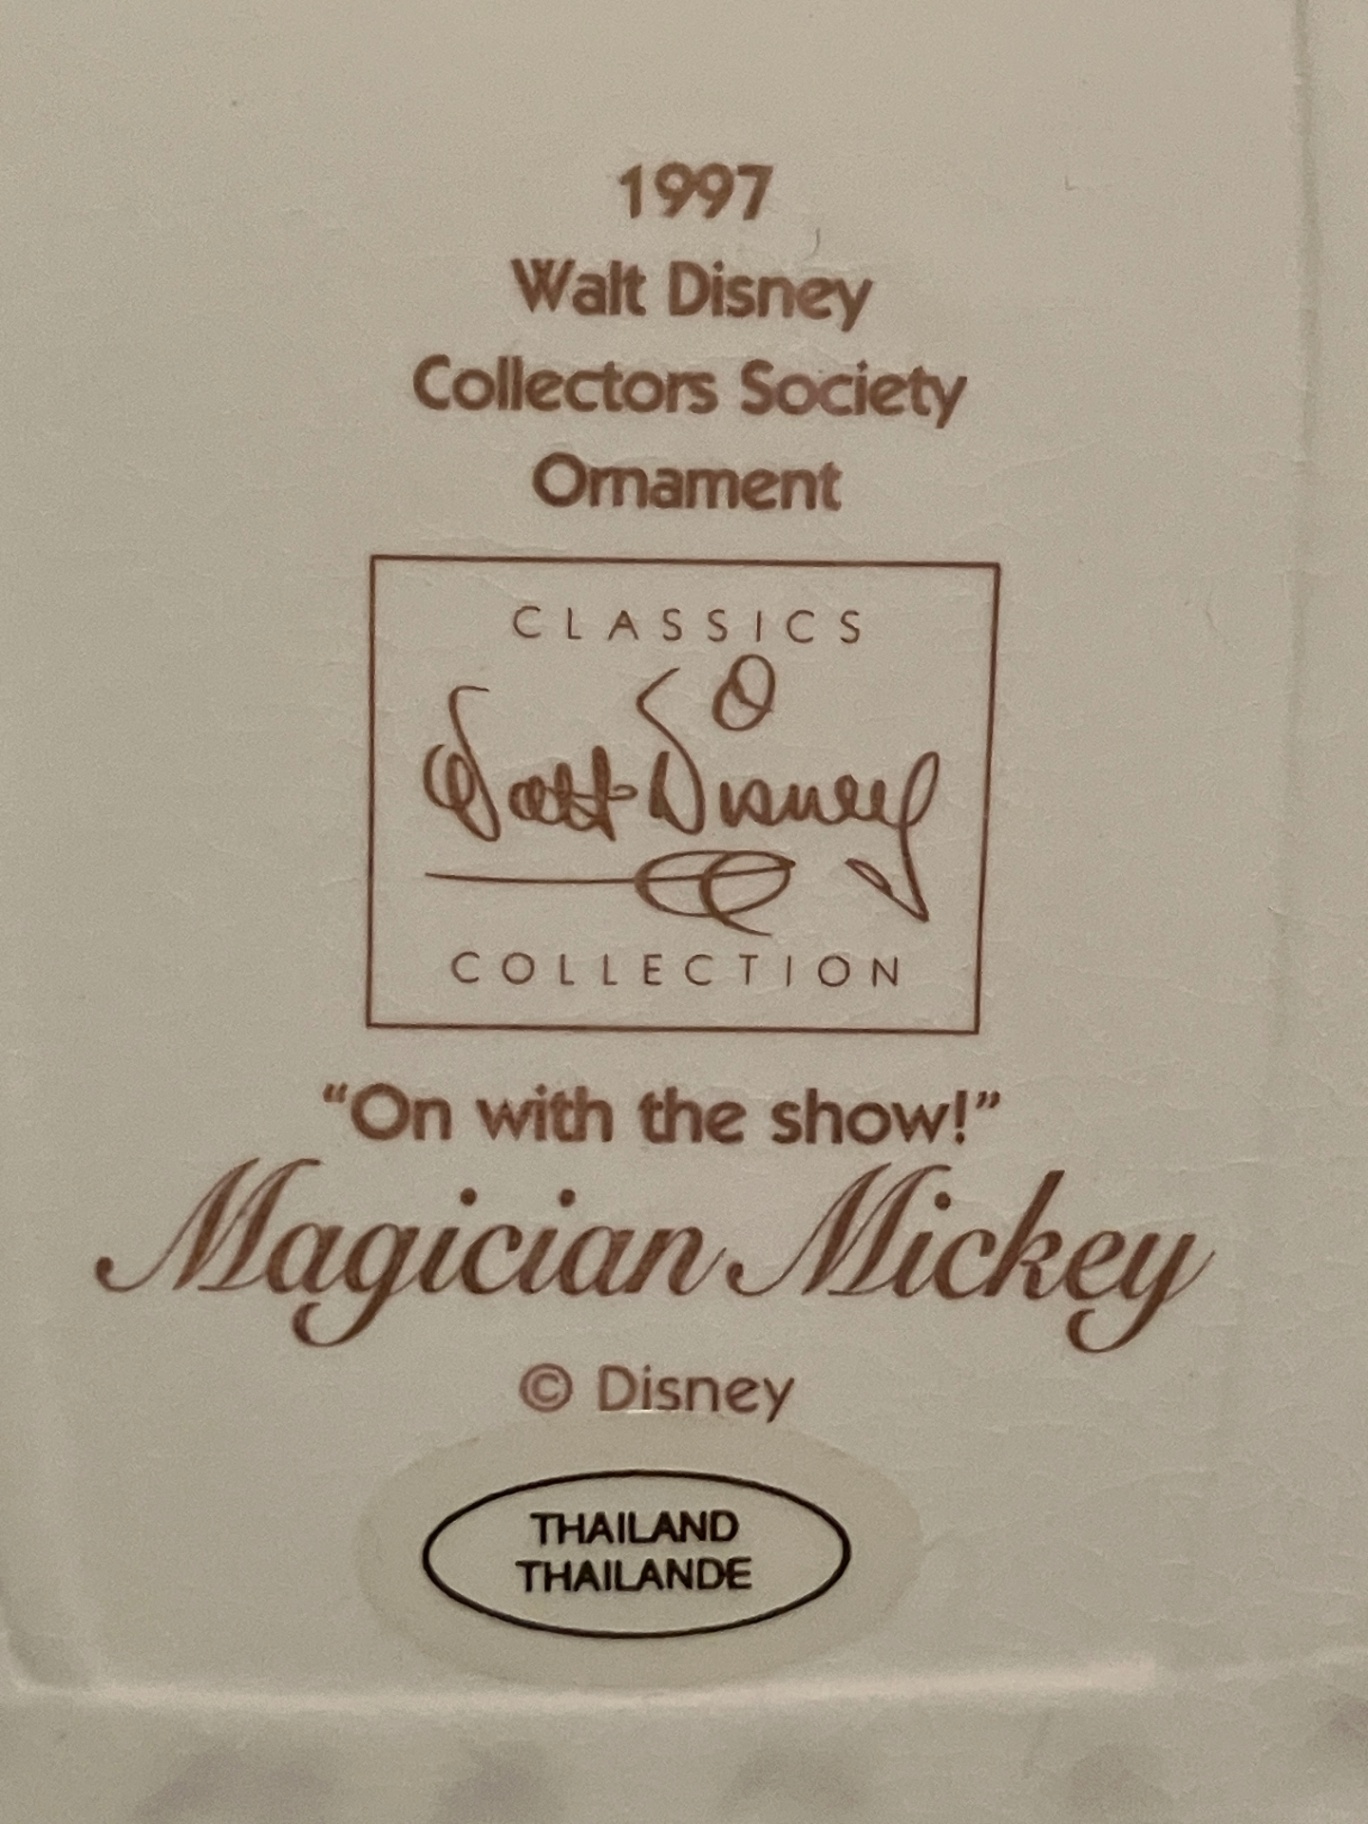 1997
Walt Disney
Collectors Society
Ornament
CLASSICS
Walt Disney
COLLECTION
“On with the show!”
Magician Mickey
© Disney
THAILAND
THAILANDE